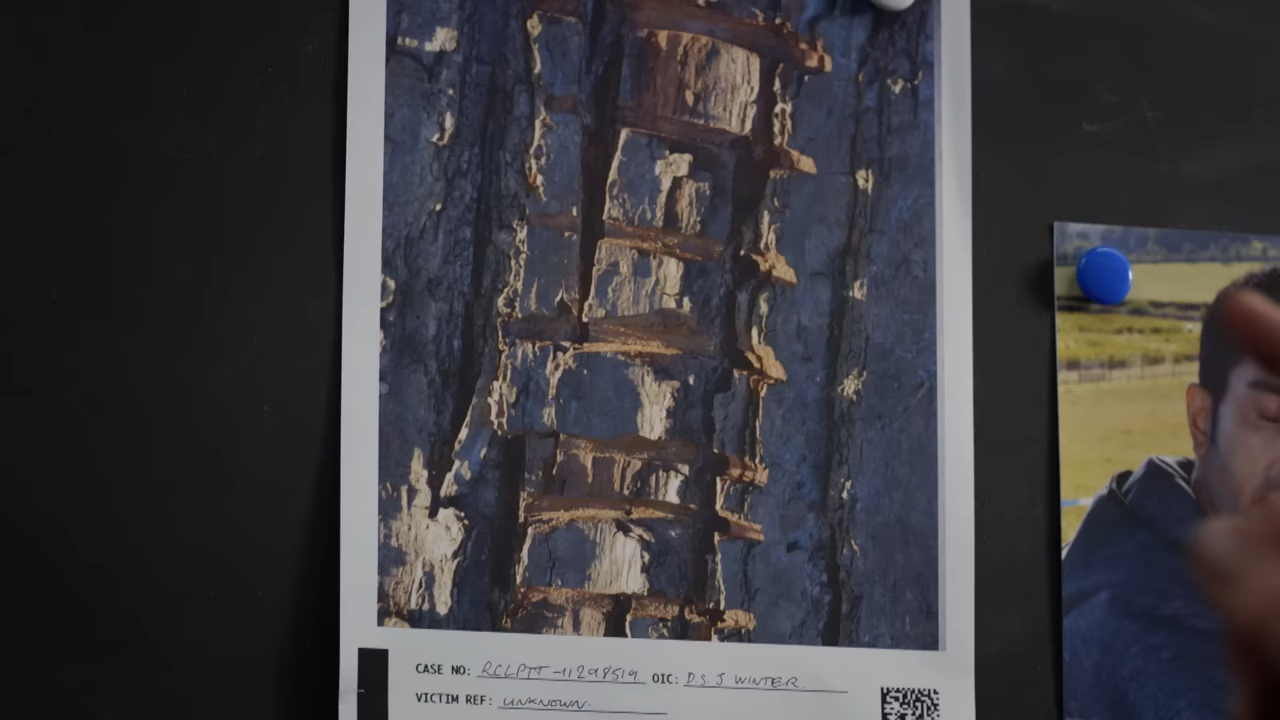 CASE NO: RCLPTT-11298519 OIC: D.S. J WINTER.
VICTIM REF: UNKNOWN.